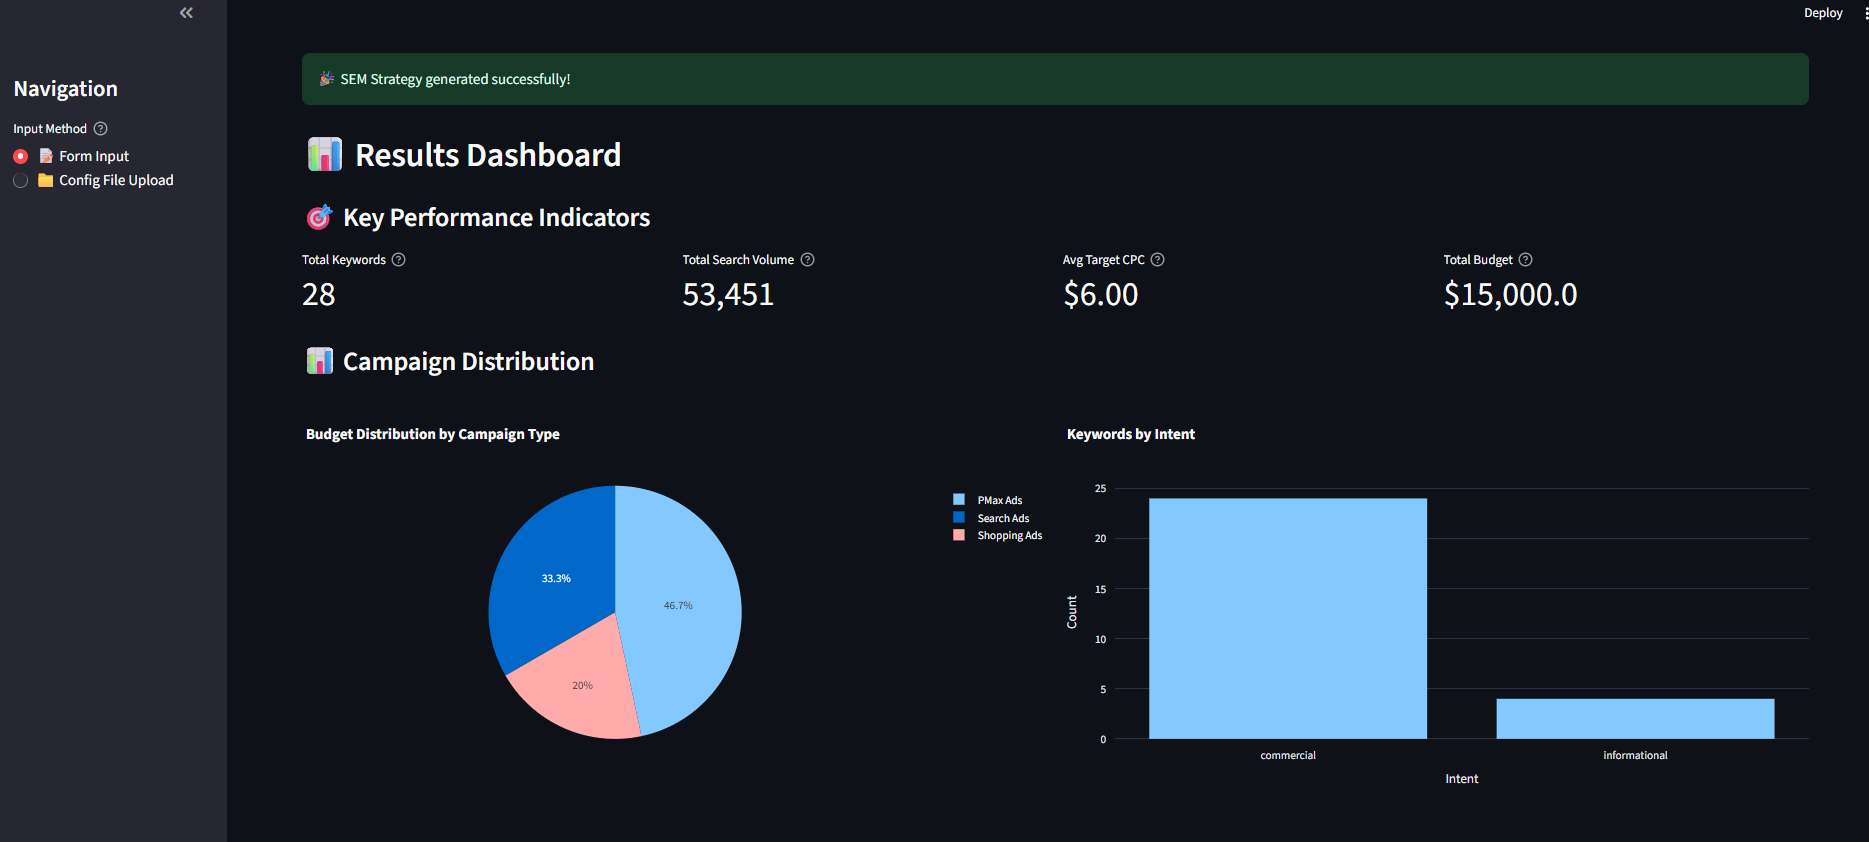 Deploy
Navigation
Input Method
Form Input
Config File Upload
SEM Strategy generated successfully!
Results Dashboard
Key Performance Indicators
Total Keywords
28
Total Search Volume
53,451
Avg Target CPC
$6.00
Total Budget
$15,000.0
Campaign Distribution
Budget Distribution by Campaign Type
33.3%
46.7%
20%
PMax Ads
Search Ads
Shopping Ads
Keywords by Intent
25
20
15
10
5
0
Count
commercial
informational
Intent